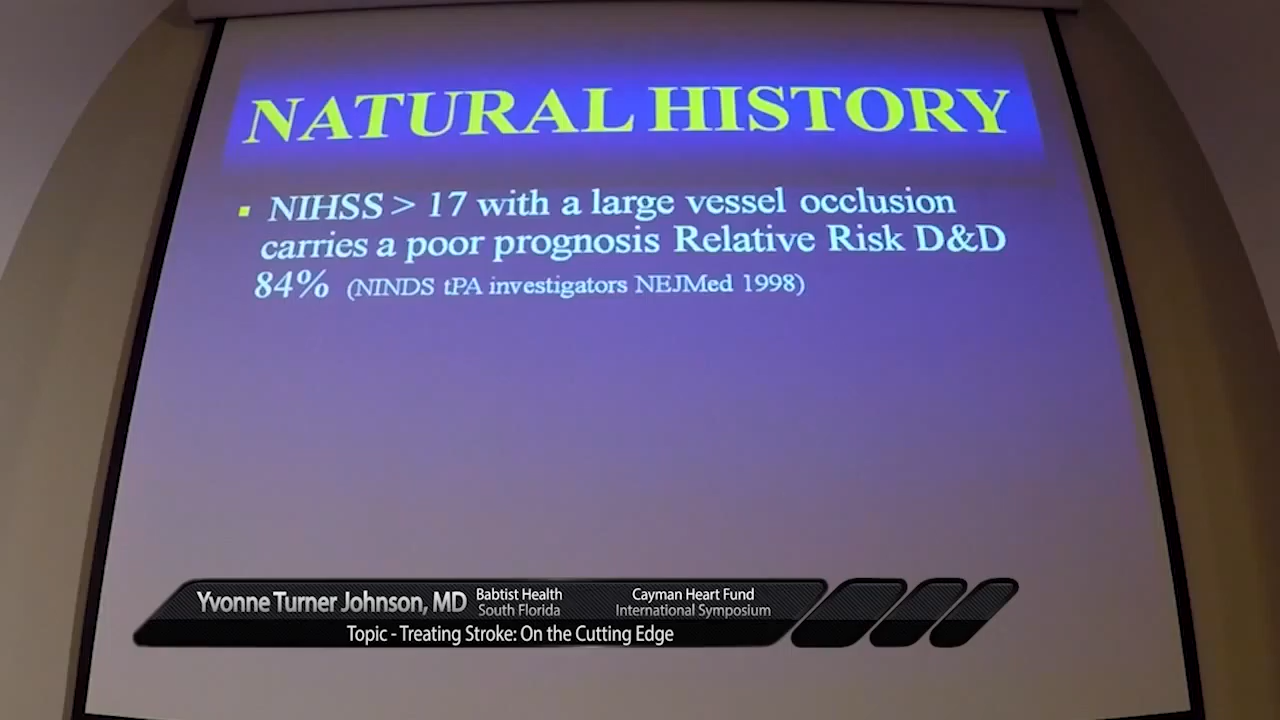 NATURAL HISTORY
▪ NIHSS > 17 with a large vessel occlusion
carries a poor prognosis Relative Risk D&D
84% (NINDS tPA investigators NEJMed 1998)
Yvonne Turner Johnson, MD
Babtist Health
South Florida
Cayman Heart Fund
International Symposium
Topic - Treating Stroke: On the Cutting Edge